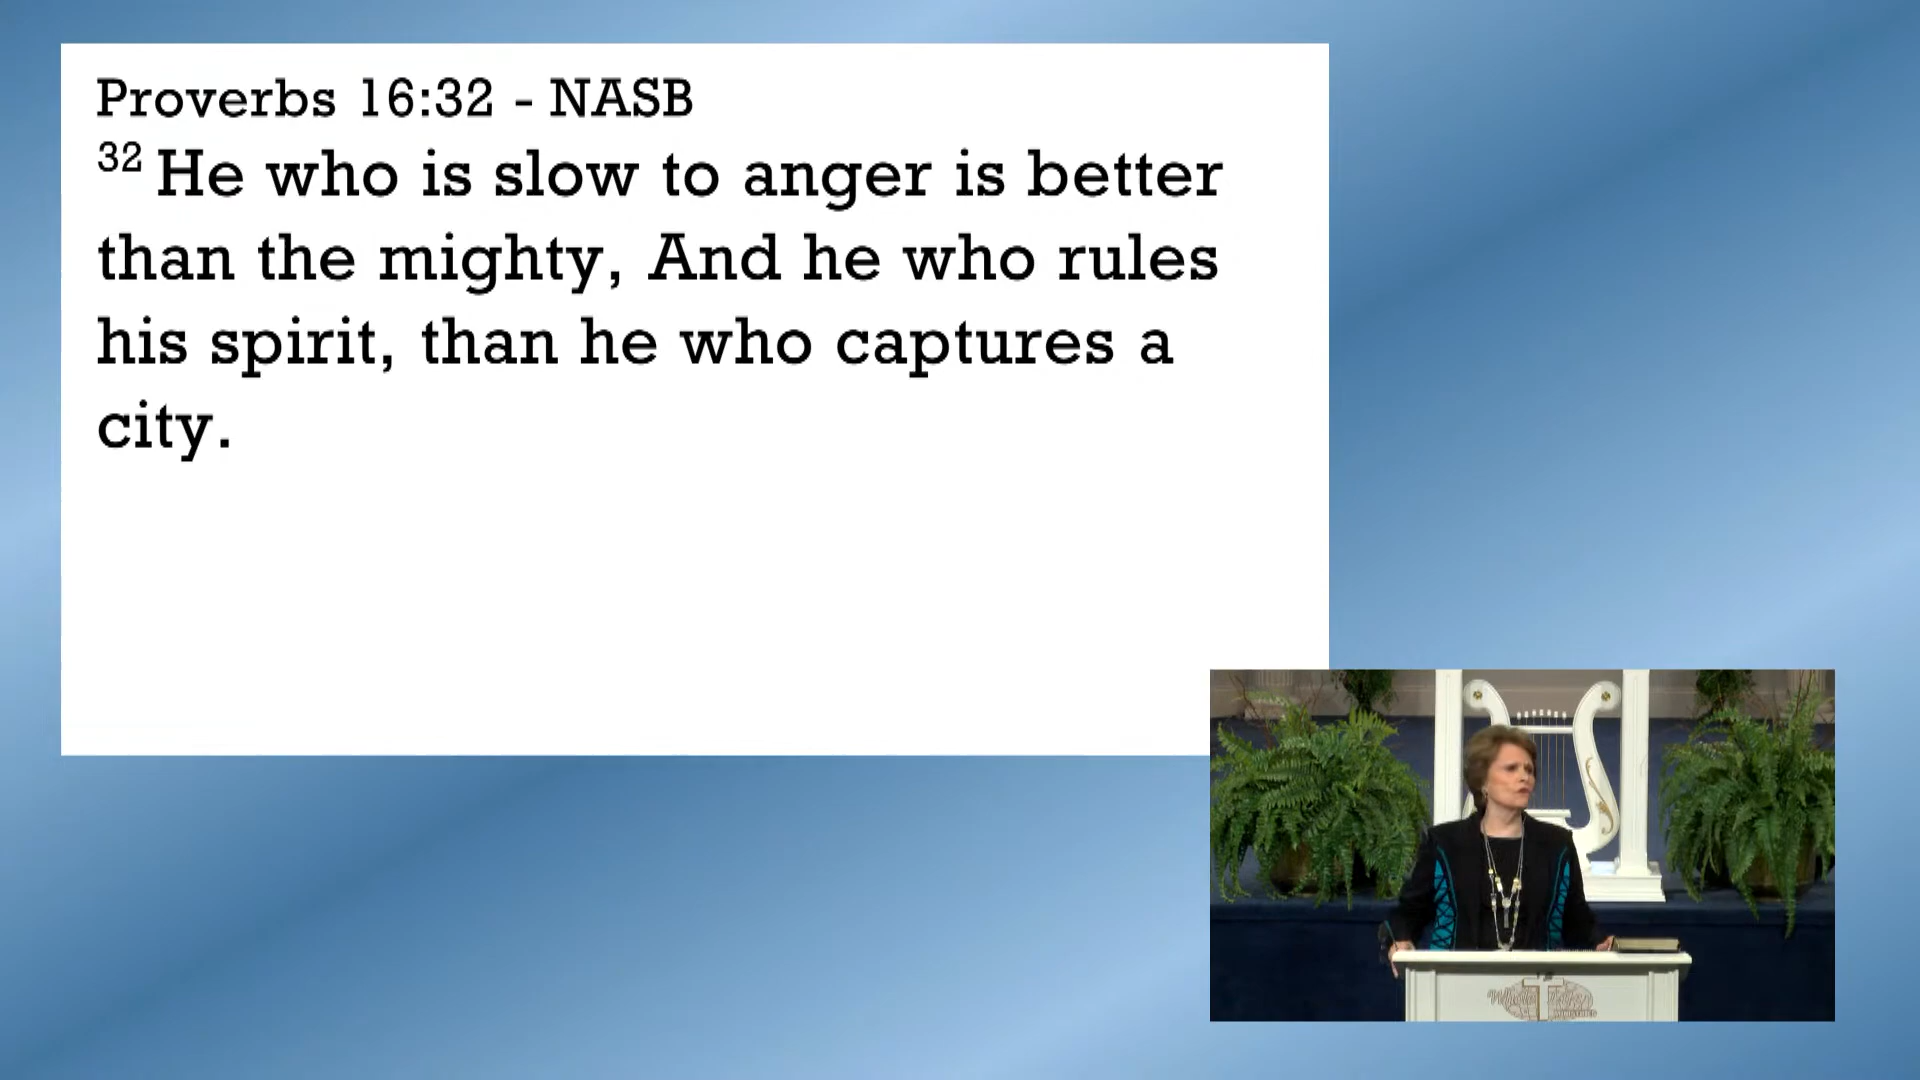 Proverbs 16:32 - NASB
32 He who is slow to anger is better
than the mighty, And he who rules
his spirit, than he who captures a
city.